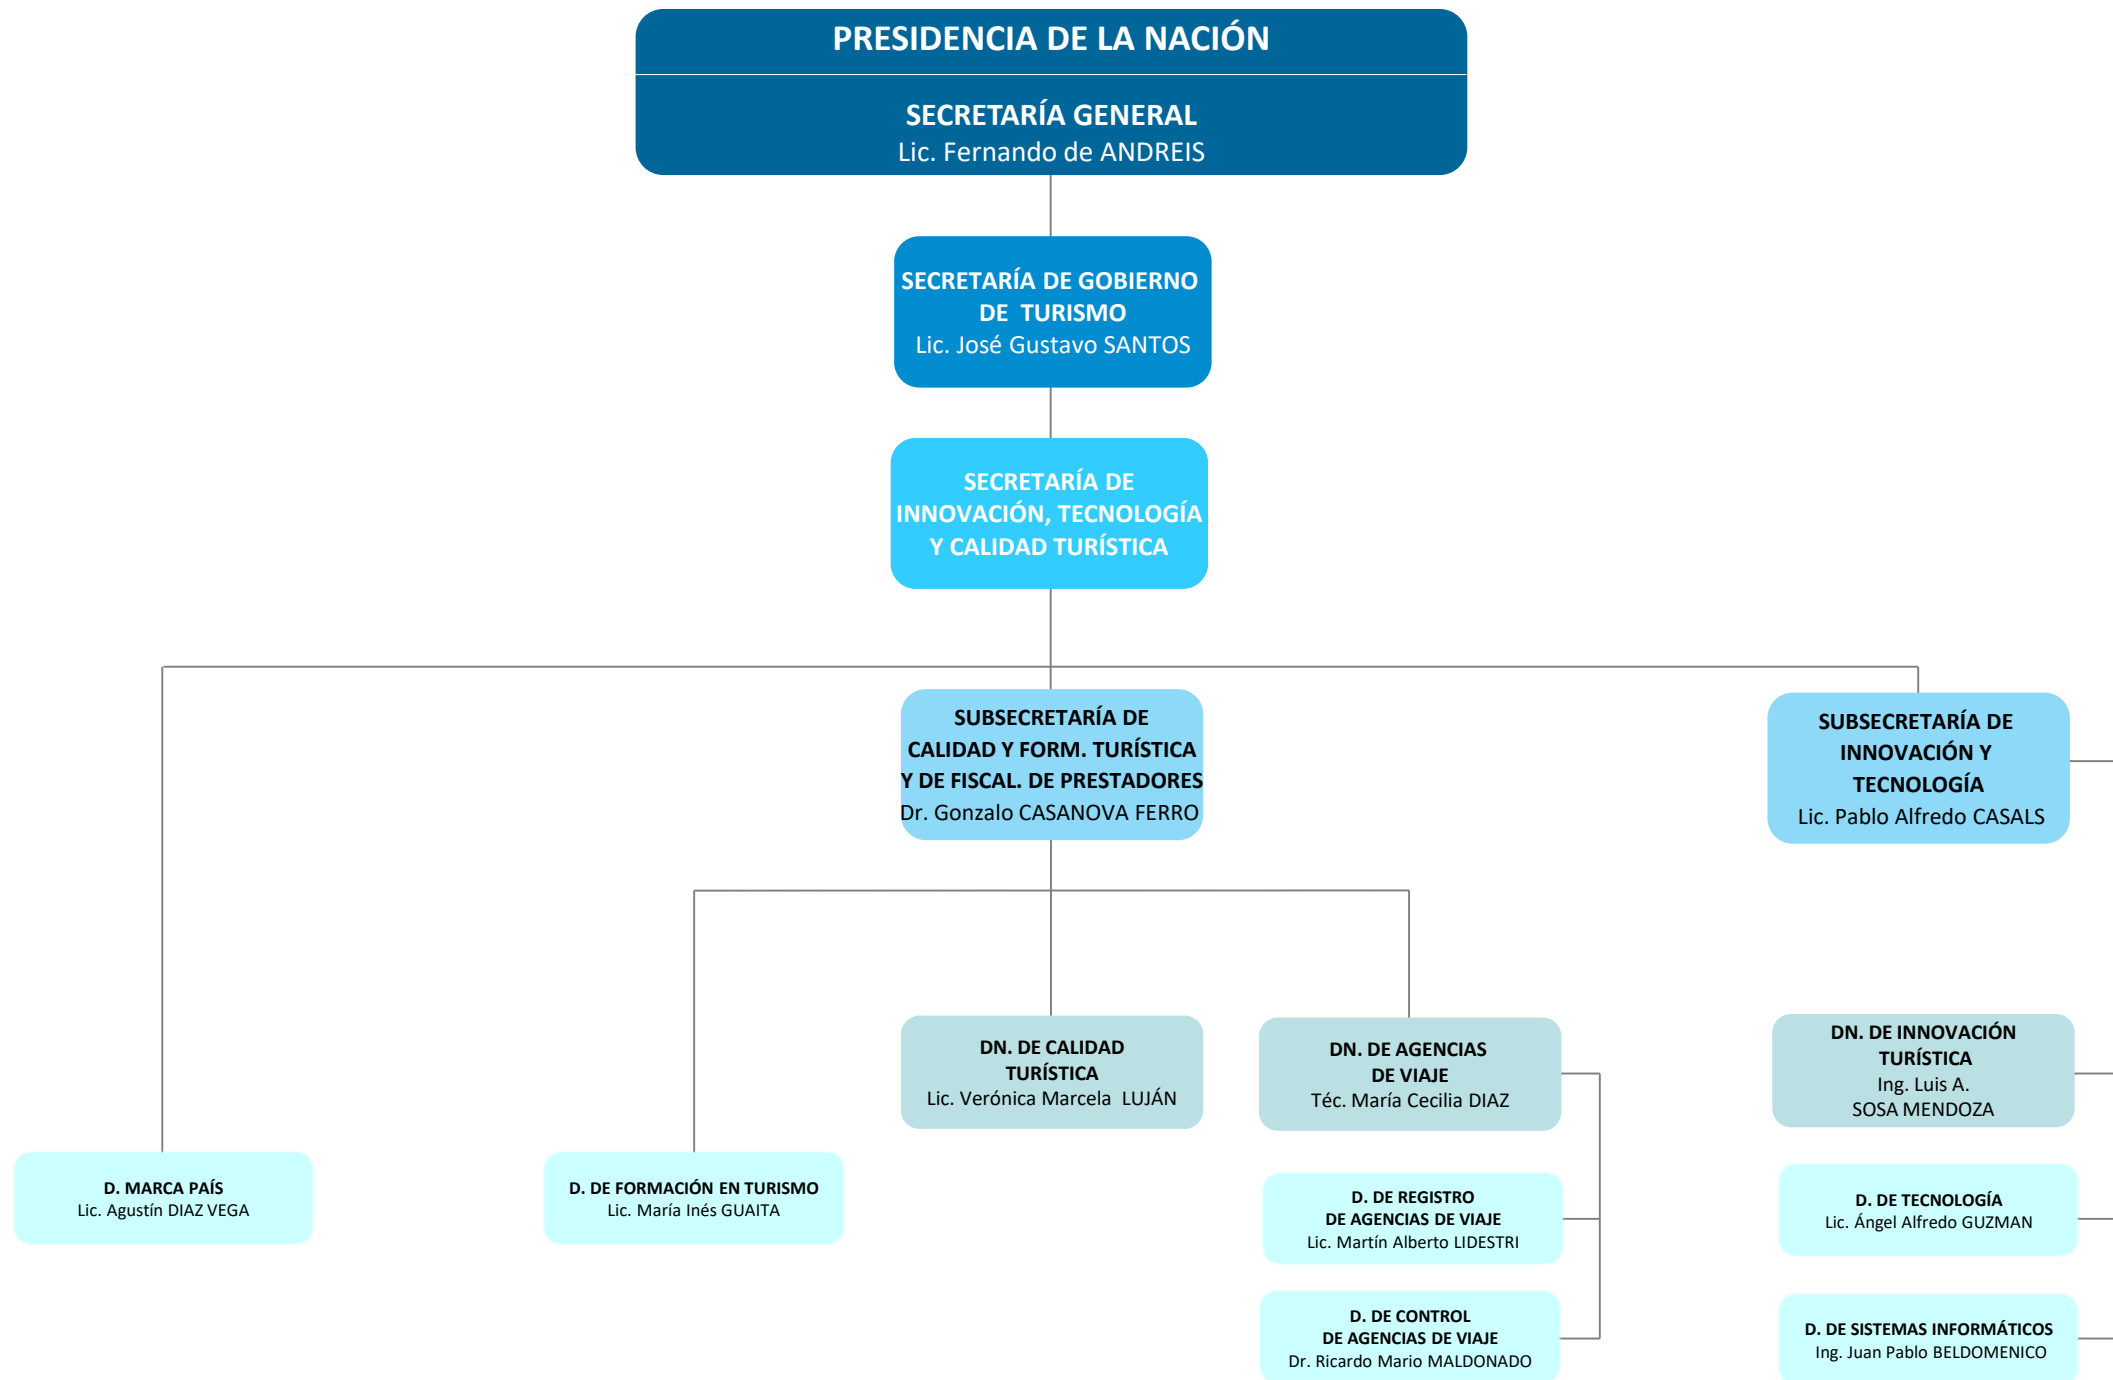 PRESIDENCIA DE LA NACIÓN
SECRETARÍA GENERAL
Lic. Fernando de ANDREIS
SECRETARÍA DE GOBIERNO
DE TURISMO
Lic. José Gustavo SANTOS
SECRETARÍA DE
INNOVACIÓN, TECNOLOGÍA
Y CALIDAD TURÍSTICA
SUBSECRETARÍA DE
CALIDAD Y FORM. TURÍSTICA
Y DE FISCAL. DE PRESTADORES
Dr. Gonzalo CASANOVA FERRO
SUBSECRETARÍA DE
INNOVACIÓN Y
TECNOLOGÍA
Lic. Pablo Alfredo CASALS
DN. DE CALIDAD
TURÍSTICA
Lic. Verónica Marcela LUJÁN
DN. DE AGENCIAS
DE VIAJE
Téc. María Cecilia DIAZ
DN. DE INNOVACIÓN
TURÍSTICA
Ing. Luis A.
SOSA MENDOZA
D. MARCA PAÍS
Lic. Agustín DIAZ VEGA
D. DE FORMACIÓN EN TURISMO
Lic. María Inés GUAITA
D. DE REGISTRO
DE AGENCIAS DE VIAJE
Lic. Martín Alberto LIDESTRI
D. DE TECNOLOGÍA
Lic. Ángel Alfredo GUZMAN
D. DE CONTROL
DE AGENCIAS DE VIAJE
Dr. Ricardo Mario MALDONADO
D. DE SISTEMAS INFORMÁTICOS
Ing. Juan Pablo BELDOMENICO